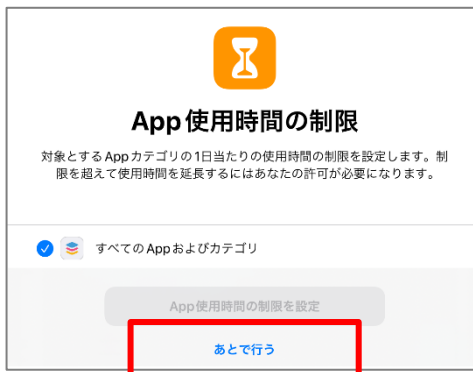 App使用時間の制限
対象とするAppカテゴリの1日当たりの使用時間の制限を設定します。制
限を超えて使用時間を延長するにはあなたの許可が必要になります。
すべてのAppおよびカテゴリ
App使用時間の制限を設定
あとで行う